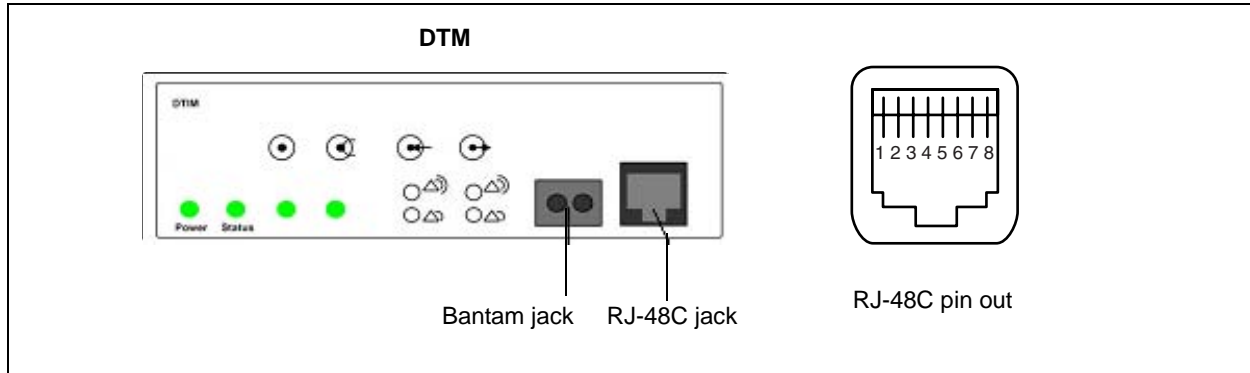 DTM
DTIM
Power Status
1 2 3 4 5 6 7 8
Bantam jack RJ-48C jack
RJ-48C pin out